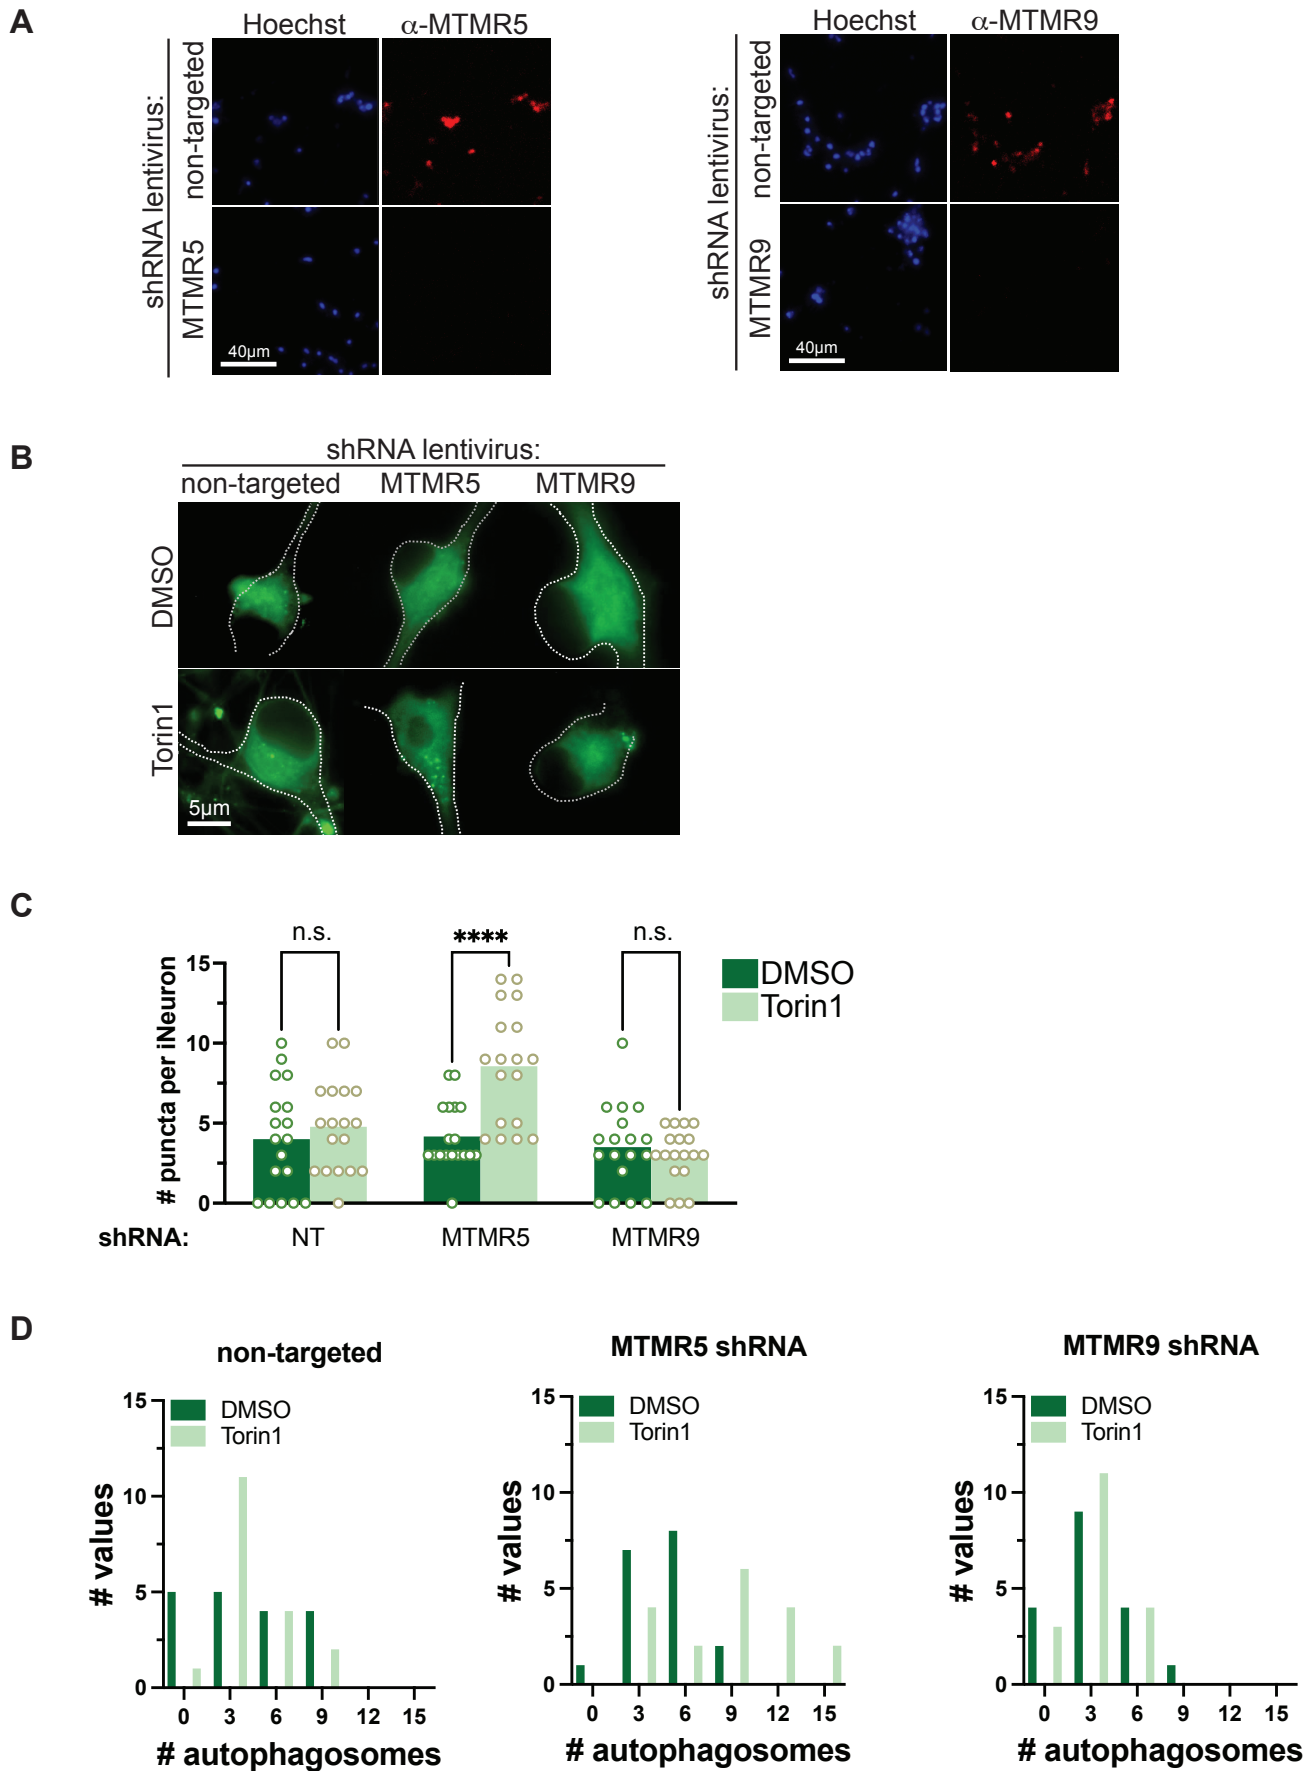 A
Hoechst
α-MTMR5
shRNA lentivirus:
non-targeted
MTMR5
40µm
Hoechst
α-MTMR9
shRNA lentivirus:
non-targeted
MTMR9
40µm
B
shRNA lentivirus:
non-targeted
MTMR5
MTMR9
DMSO
Torin1
5µm
C
# puncta per iNeuron
15
10
5
0
n.s.
****
n.s.
DMSO
Torin1
shRNA:
NT
MTMR5
MTMR9
D
non-targeted
DMSO
Torin1
# values
15
10
5
0
0 3 6 9 12 15
# autophagosomes
MTMR5 shRNA
DMSO
Torin1
# values
15
10
5
0
0 3 6 9 12 15
# autophagosomes
MTMR9 shRNA
DMSO
Torin1
# values
15
10
5
0
0 3 6 9 12 15
# autophagosomes